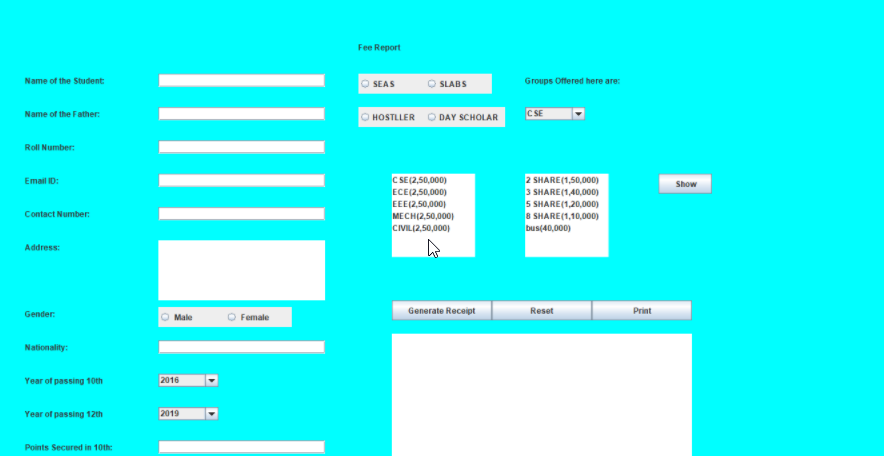 Fee Report
Name of the Student:
SEAS SLABS
Groups Offered here are:
Name of the Father:
HOSTLLER DAY SCHOLAR
CSE
Roll Number:
Email ID:
CSE(2,50,000)
ECE(2,50,000)
EEE(2,50,000)
MECH(2,50,000)
CIVIL(2,50,000)
2 SHARE(1,50,000)
3 SHARE(1,40,000)
5 SHARE(1,20,000)
8 SHARE(1,10,000)
bus(40,000)
Show
Contact Number:
Address:
Gender:
Male Female
Generate Receipt Reset Print
Nationality:
Year of passing 10th
2016
Year of passing 12th
2019
Points Secured in 10th: